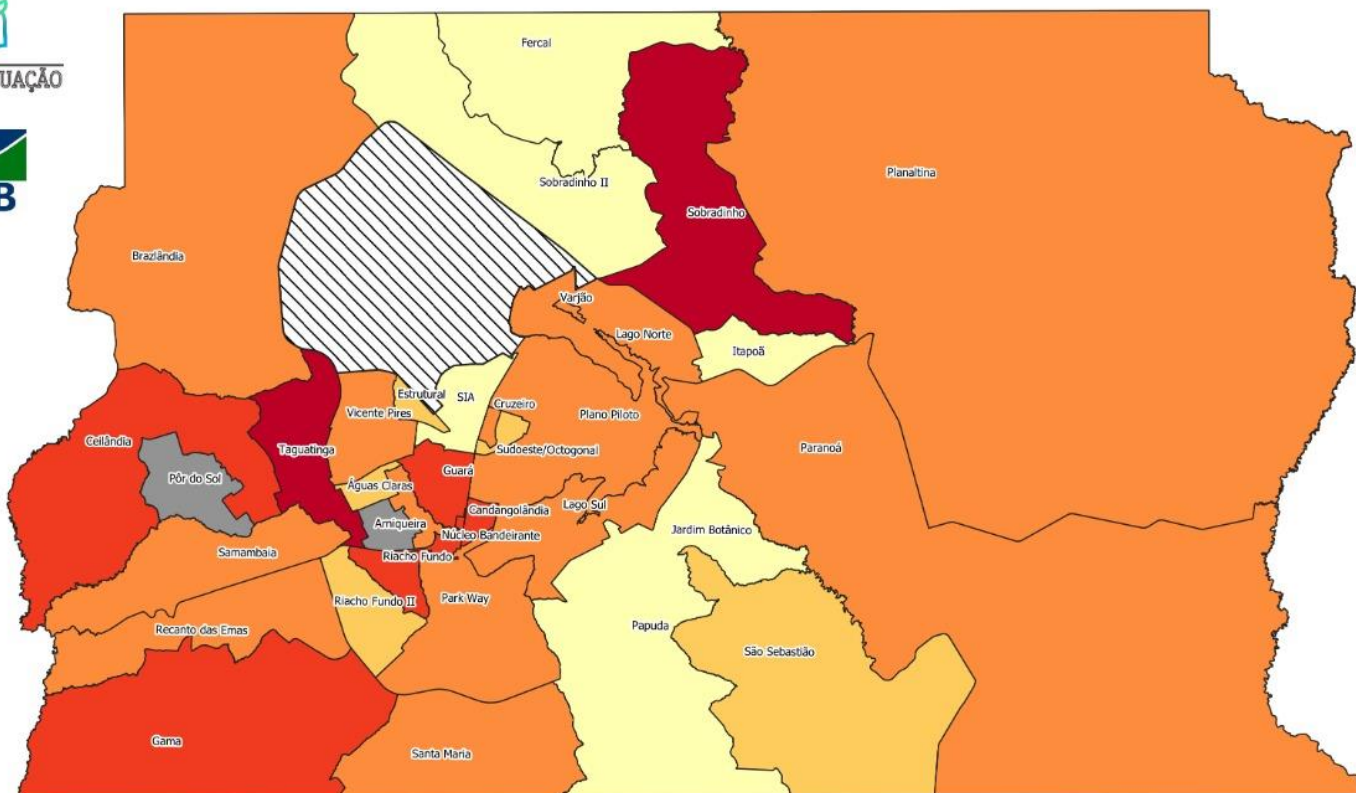 UAÇÃO
B
Fercal
Planaltina
Sobradinho II
Sobradinho
Brazlândia
Varjão
Lago Norte
Itapoã
Estrutural
SIA
Cruzeiro
Vicente Pires
Plano Piloto
Ceilândia
Taguatinga
Sudoeste/Octogonal
Paranoá
Guará
Pôr do Sol
Águas Claras
Lago Sul
Candangolândia
Arniqueira
Jardim Botânico
Núcleo Bandeirante
Samambaia
Riacho Fundo
Park Way
Riacho Fundo II
Recanto das Emas
Papuda
São Sebastião
Gama
Santa Maria